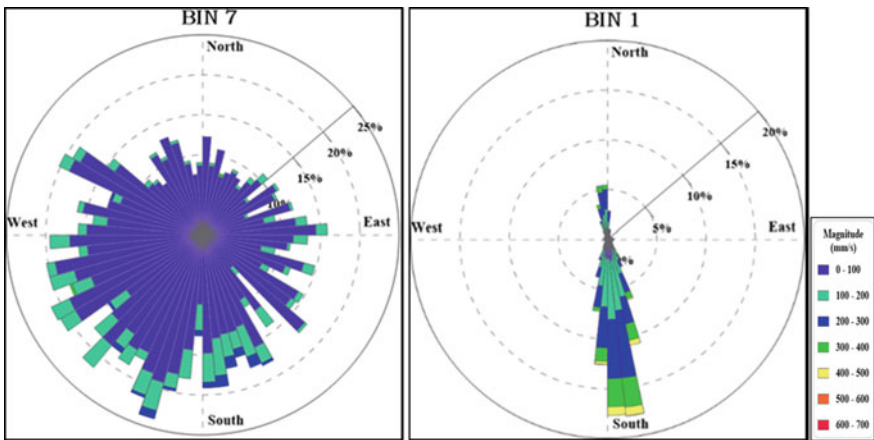 BIN 7
North
25%
20%
15%
10%
West
East
South
BIN 1
North
20%
15%
10%
5%
West
East
South
Magnitude
(mm/s)
0 - 100
100 - 200
200 - 300
300 - 400
400 - 500
500 - 600
600 - 700